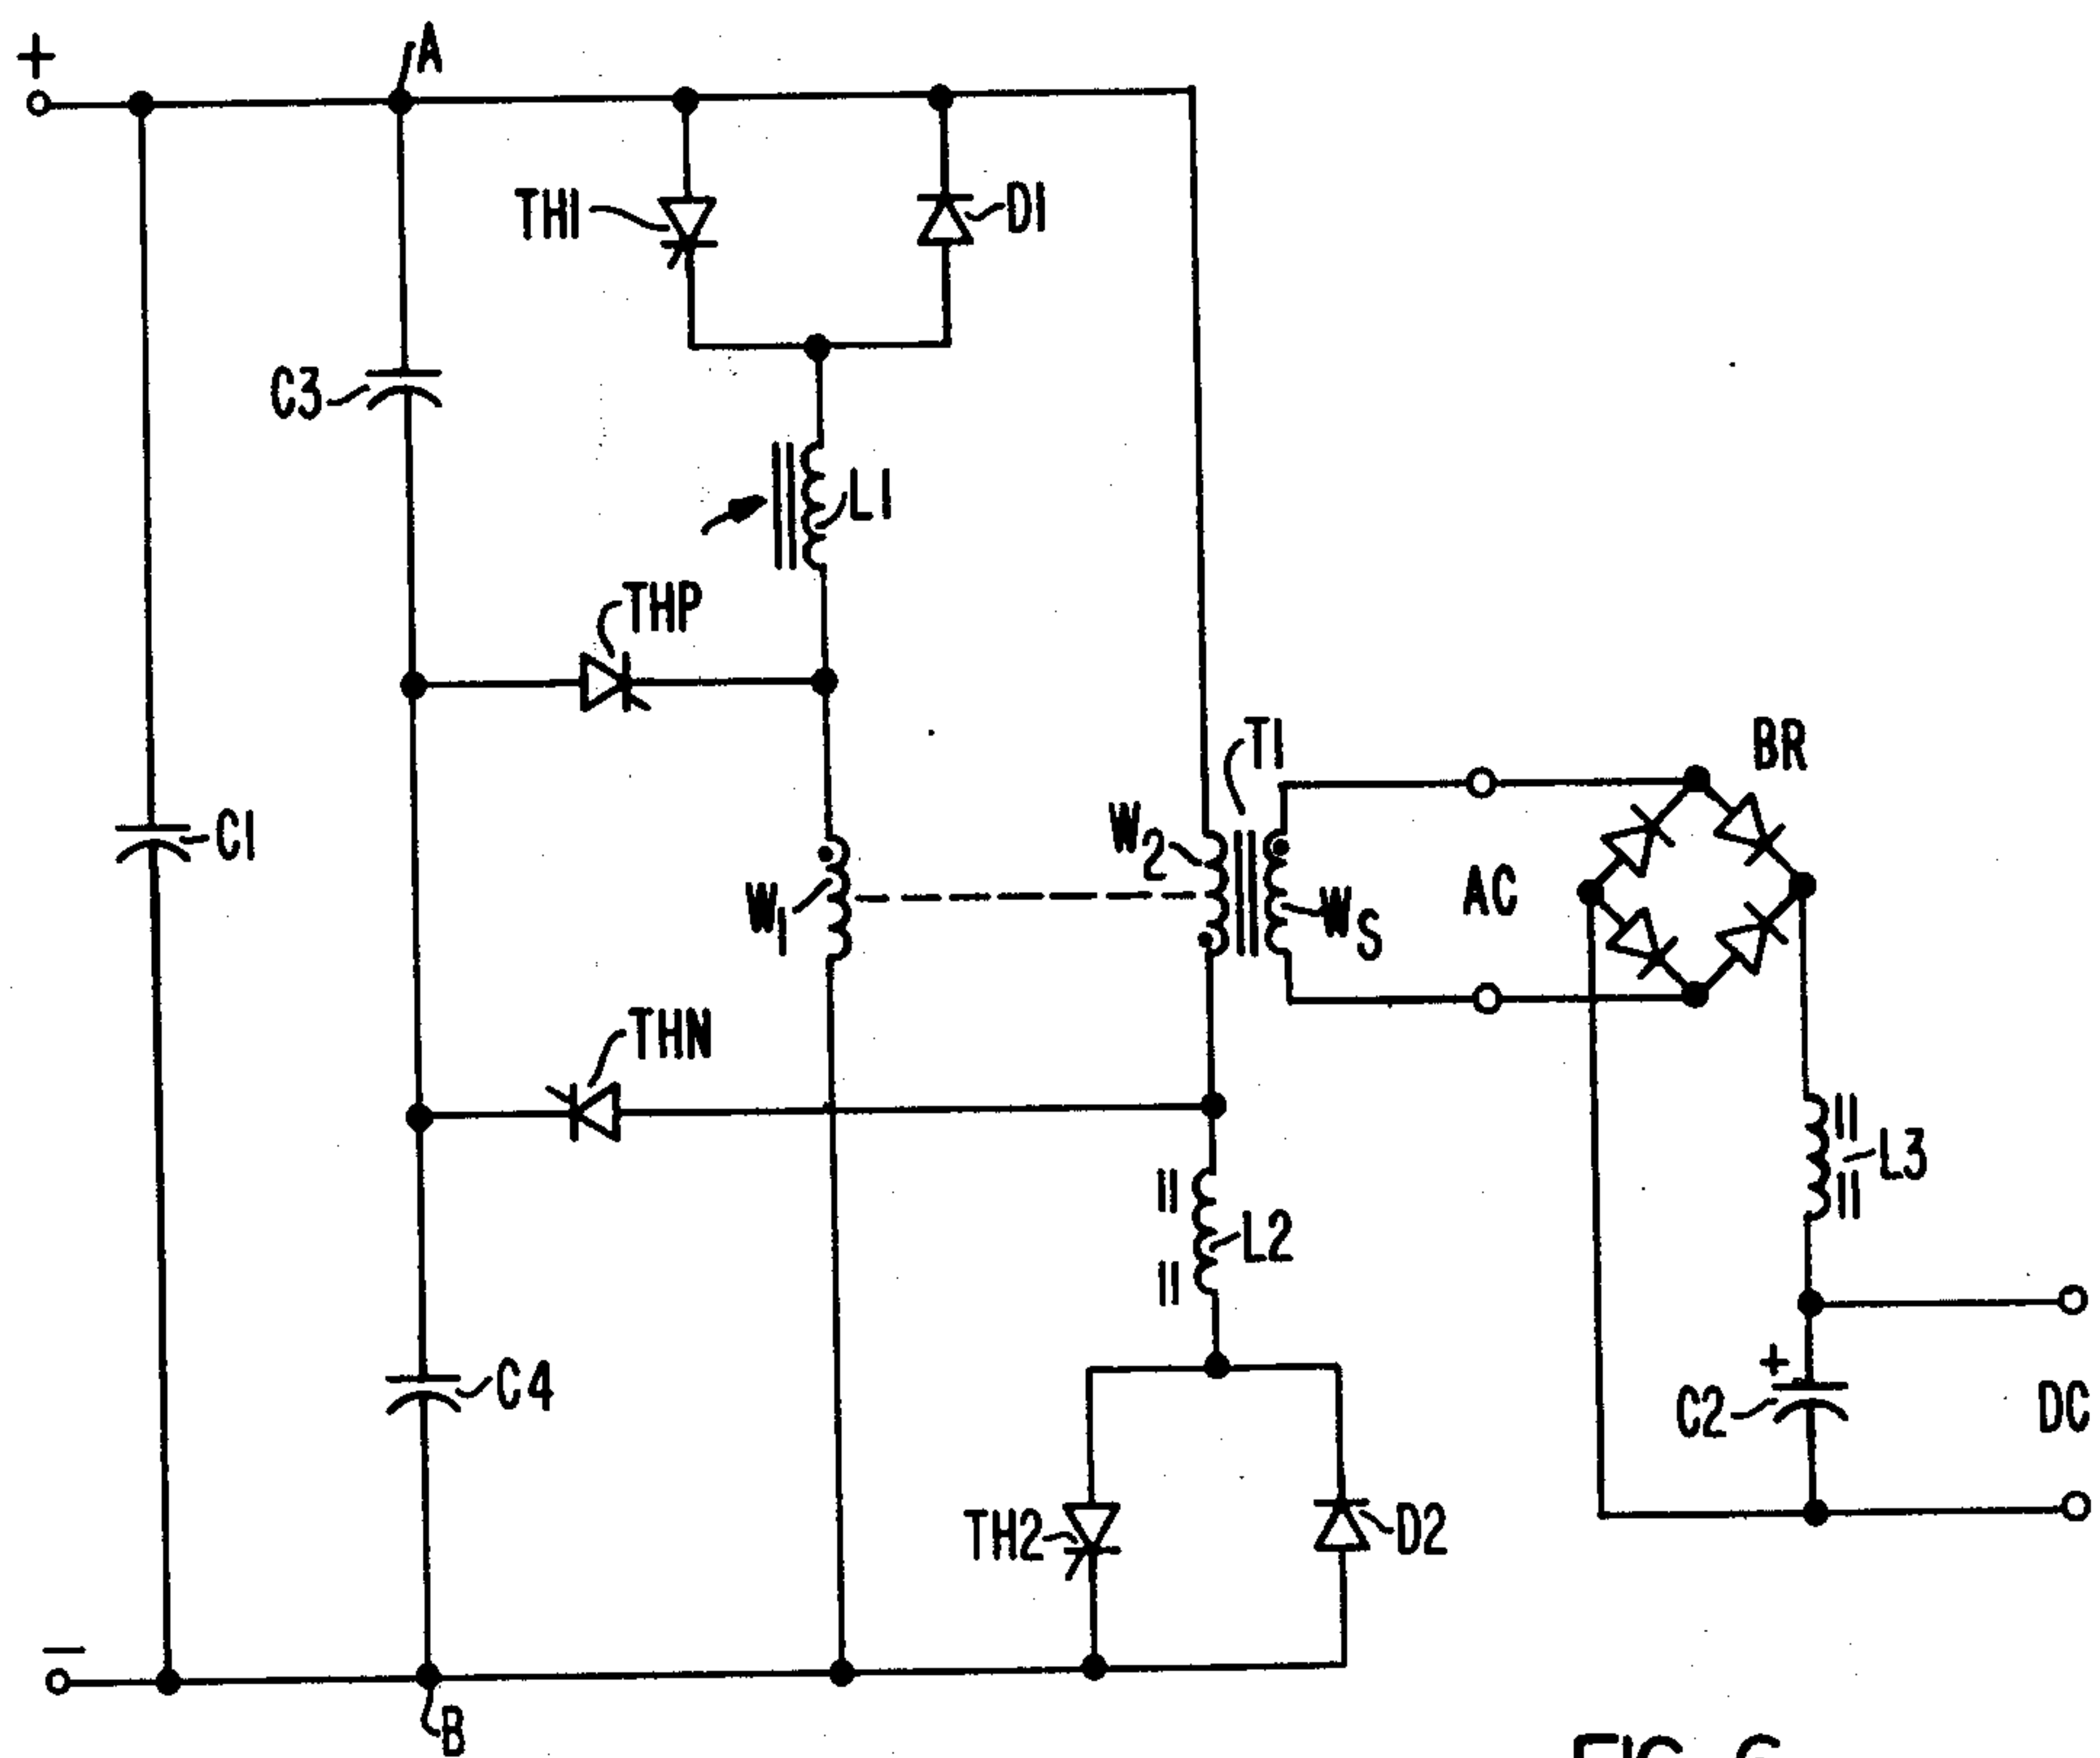 +
A
TH1
D1
C3
L1
THP
T1
BR
C1
W2
W1
WS
AC
THN
L3
L2
+
C4
C2
DC
TH2
D2
−
B